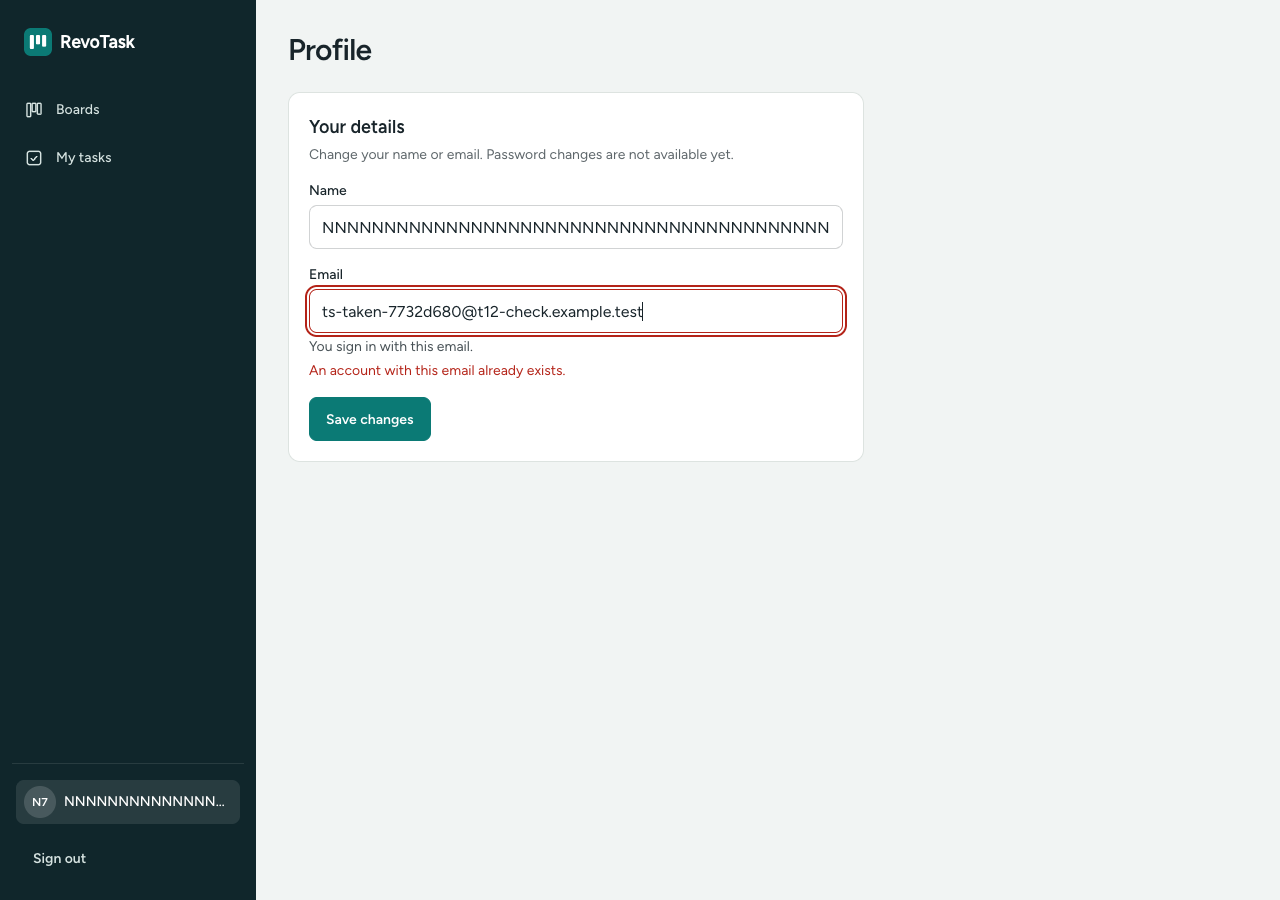 RevoTask
Boards
My tasks
Profile
Your details
Change your name or email. Password changes are not available yet.
Name
NNNNNNNNNNNNNNNNNNNNNNNNNNNNNNNNNNNNNNNNN
Email
ts-taken-7732d680@t12-check.example.test
You sign in with this email.
An account with this email already exists.
Save changes
N7
NNNNNNNNNNNNNN...
Sign out